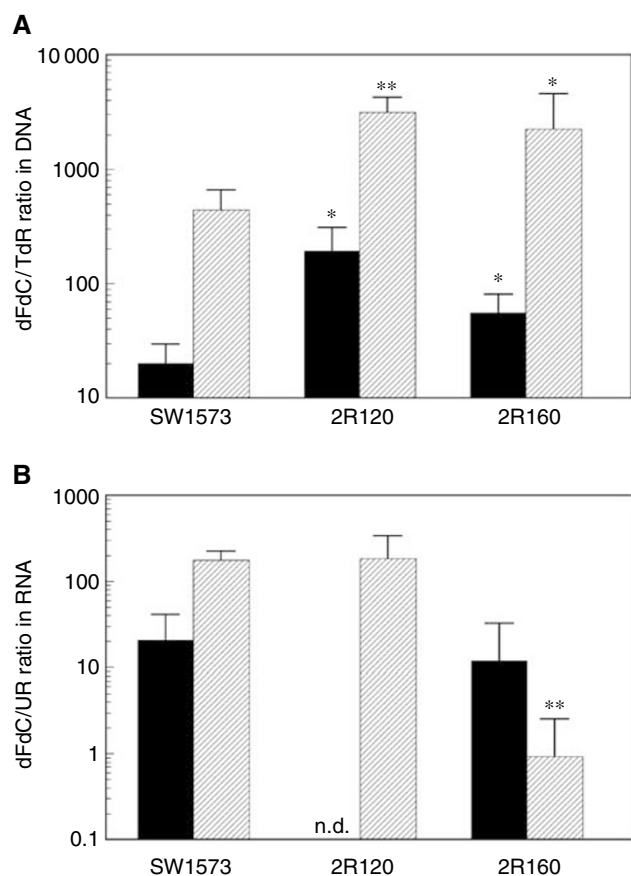 A
10 000
1000
100
10
dFdC/TdR ratio in DNA
*
**
*
*
SW1573
2R120
2R160
B
1000
100
10
1
0.1
dFdC/UR ratio in RNA
n.d.
**
SW1573
2R120
2R160